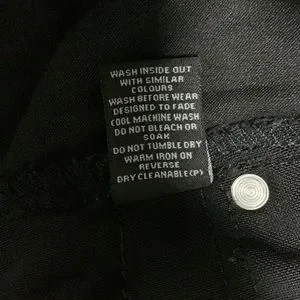 WASH INSIDE OUT
WITH SIMILAR
COLOURS
WASH BEFORE WEAR
DESIGNED TO FADE
COOL MACHINE WASH
DO NOT BLEACH OR
SOAK
DO NOT TUMBLE DRY
WARM IRON ON
REVERSE
DRY CLEANABLE(P)